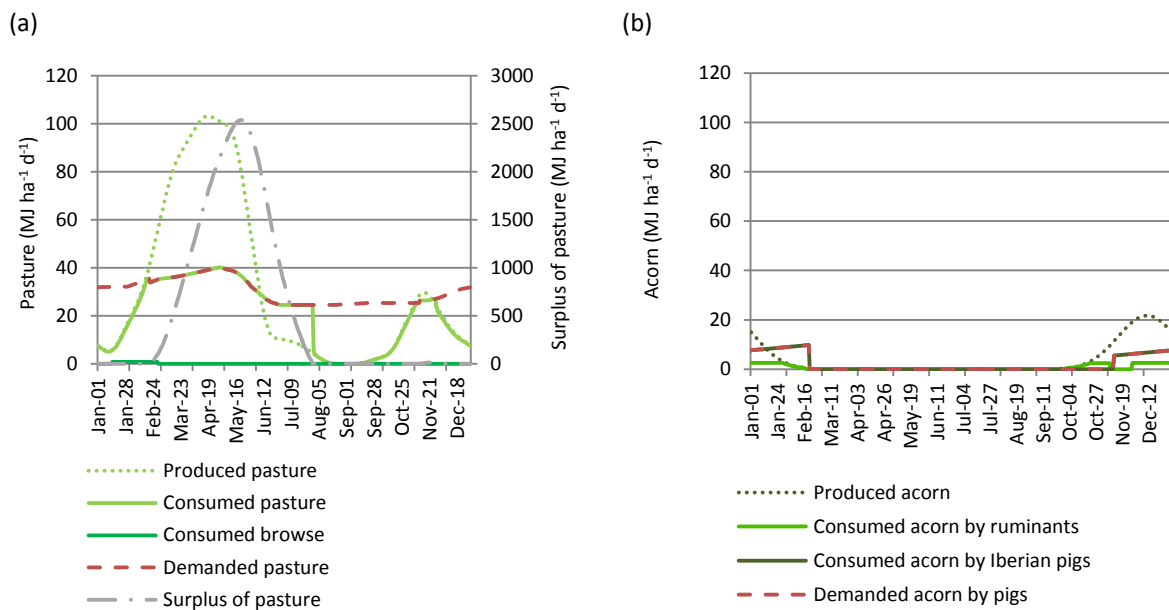 (a)
(b)
Pasture (MJ ha⁻¹ d⁻¹)
120
100
80
60
40
20
0
3000
2500
2000
1500
1000
500
0
Surplus of pasture (MJ ha⁻¹ d⁻¹)
Jan-01
Jan-28
Feb-24
Mar-23
Apr-19
May-16
Jun-12
Jul-09
Aug-05
Sep-01
Sep-28
Oct-25
Nov-21
Dec-18
Produced pasture
Consumed pasture
Consumed browse
Demanded pasture
Surplus of pasture
Acorn (MJ ha⁻¹ d⁻¹)
120
100
80
60
40
20
0
Jan-01
Jan-24
Feb-16
Mar-11
Apr-03
Apr-26
May-19
Jun-11
Jul-04
Jul-27
Aug-19
Sep-11
Oct-04
Oct-27
Nov-19
Dec-12
Produced acorn
Consumed acorn by ruminants
Consumed acorn by Iberian pigs
Demanded acorn by pigs